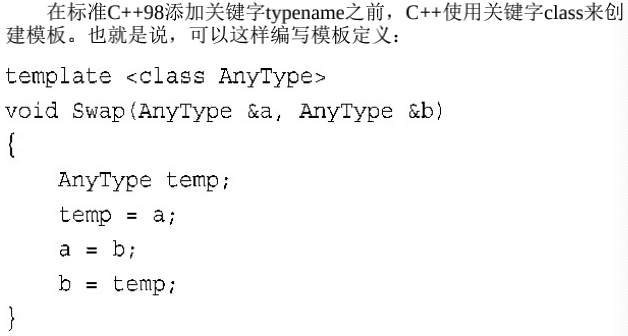 在标准C++98添加关键字typename之前，C++使用关键字class来创
建模板。也就是说，可以这样编写模板定义：
template <class AnyType>
void Swap(AnyType &a, AnyType &b)
{
    AnyType temp;
    temp = a;
    a = b;
    b = temp;
}